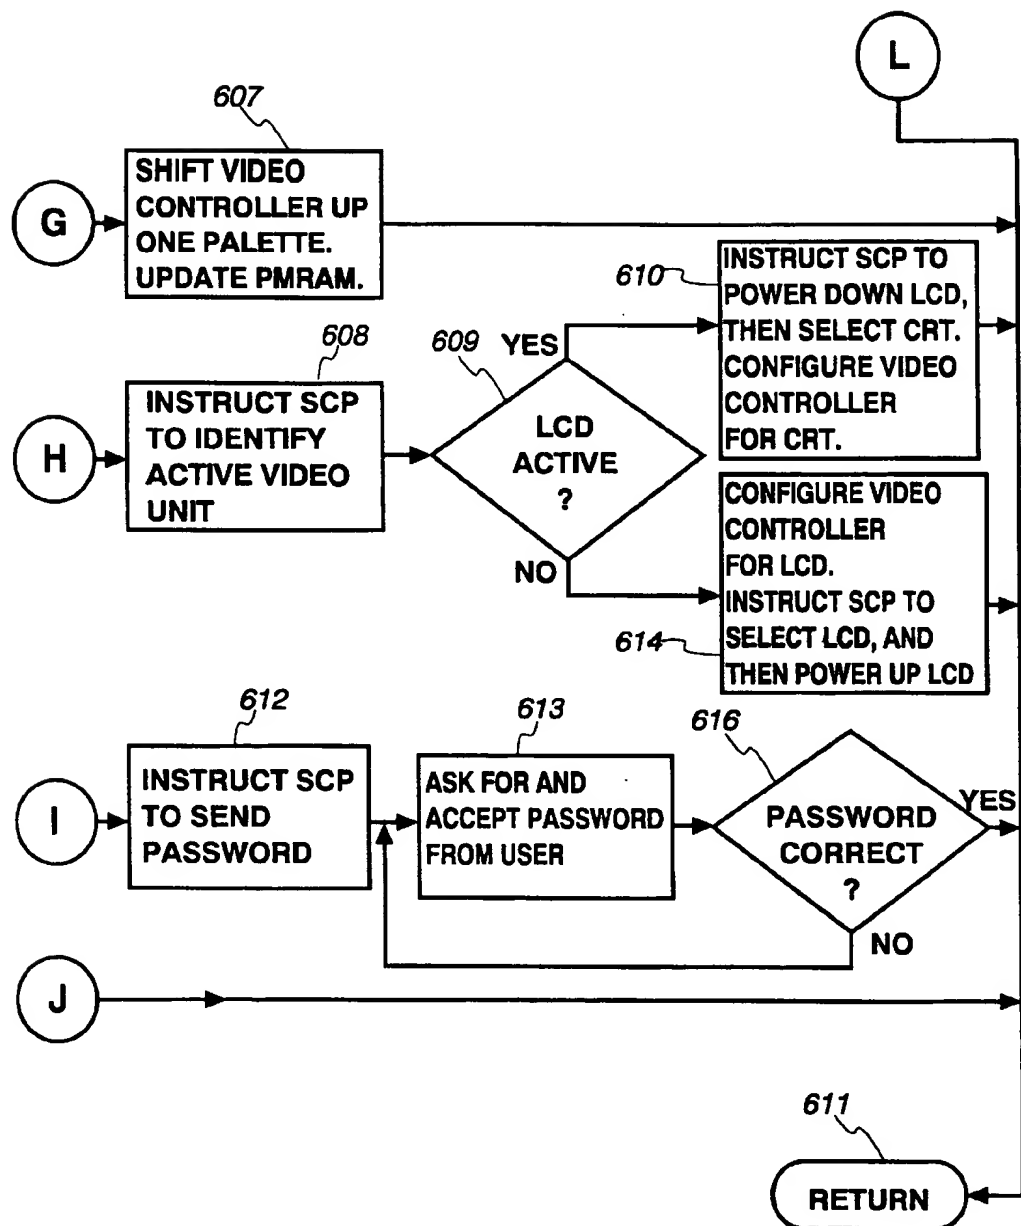 L
607
G
SHIFT VIDEO
CONTROLLER UP
ONE PALETTE.
UPDATE PMRAM.
H
608
INSTRUCT SCP
TO IDENTIFY
ACTIVE VIDEO
UNIT
609
LCD
ACTIVE
?
YES
610
INSTRUCT SCP TO
POWER DOWN LCD,
THEN SELECT CRT.
CONFIGURE VIDEO
CONTROLLER
FOR CRT.
NO
614
CONFIGURE VIDEO
CONTROLLER
FOR LCD.
INSTRUCT SCP TO
SELECT LCD, AND
THEN POWER UP LCD
I
612
INSTRUCT SCP
TO SEND
PASSWORD
613
ASK FOR AND
ACCEPT PASSWORD
FROM USER
616
PASSWORD
CORRECT
?
YES
NO
J
611
RETURN